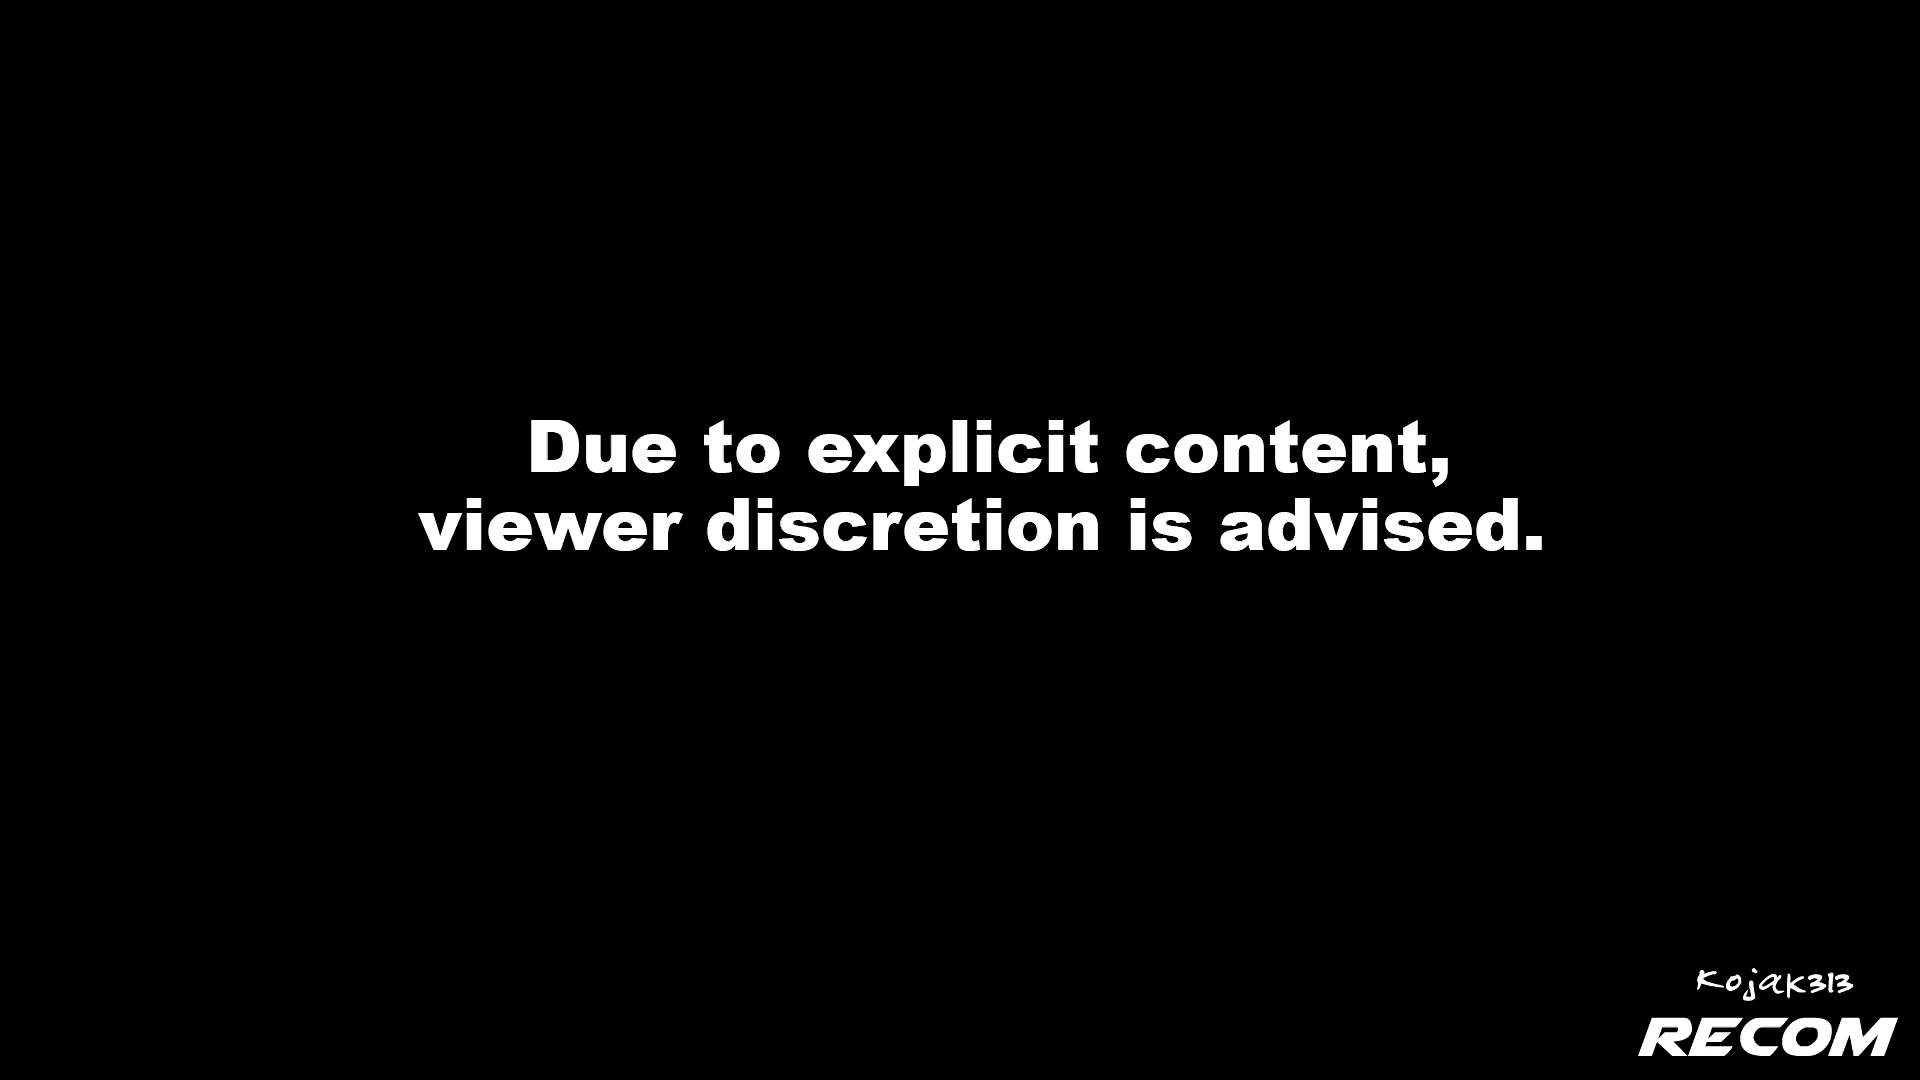 Due to explicit content,
viewer discretion is advised.
Kojak313
RECOM